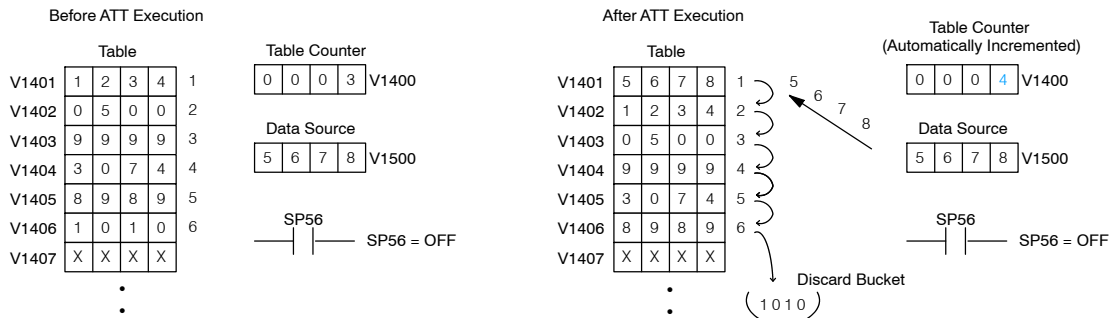 Before ATT Execution
Table
V1401 1 2 3 4 1
V1402 0 5 0 0 2
V1403 9 9 9 9 3
V1404 3 0 7 4 4
V1405 8 9 8 9 5
V1406 1 0 1 0 6
V1407 X X X X
Table Counter
0 0 0 3 V1400
Data Source
5 6 7 8 V1500
SP56
SP56 = OFF
After ATT Execution
Table
V1401 5 6 7 8 1
V1402 1 2 3 4 2
V1403 0 5 0 0 3
V1404 9 9 9 9 4
V1405 3 0 7 4 5
V1406 8 9 8 9 6
V1407 X X X X
5 6 7 8
Discard Bucket
1 0 1 0
Table Counter
(Automatically Incremented)
0 0 0 4 V1400
Data Source
5 6 7 8 V1500
SP56
SP56 = OFF